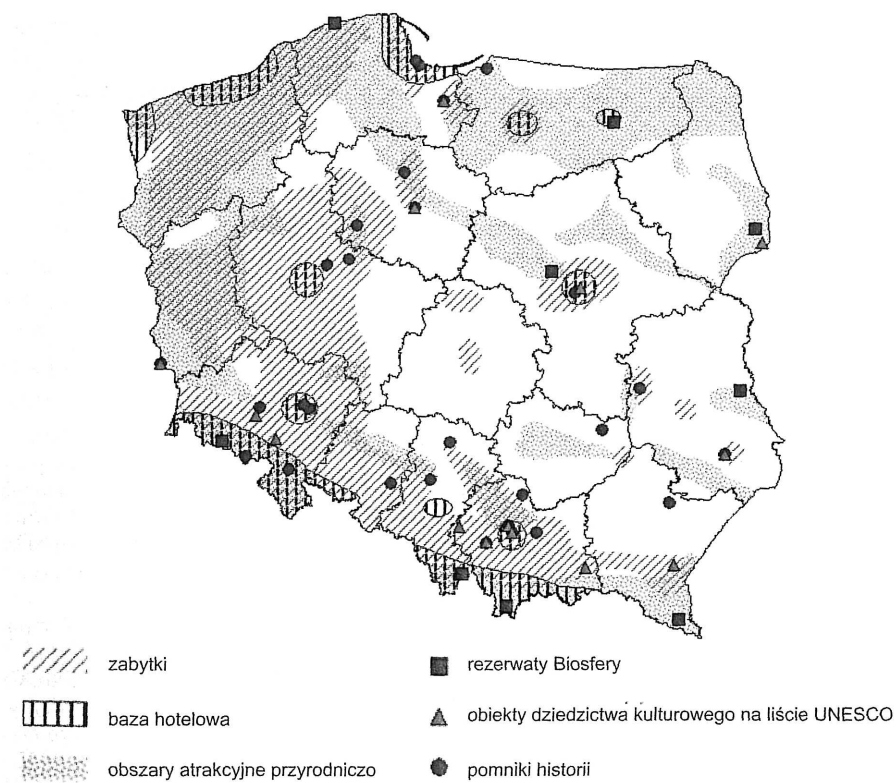 zabytki
rezerwaty Biosfery
baza hotelowa
obiekty dziedzictwa kulturowego na liście UNESCO
obszary atrakcyjne przyrodniczo
pomniki historii